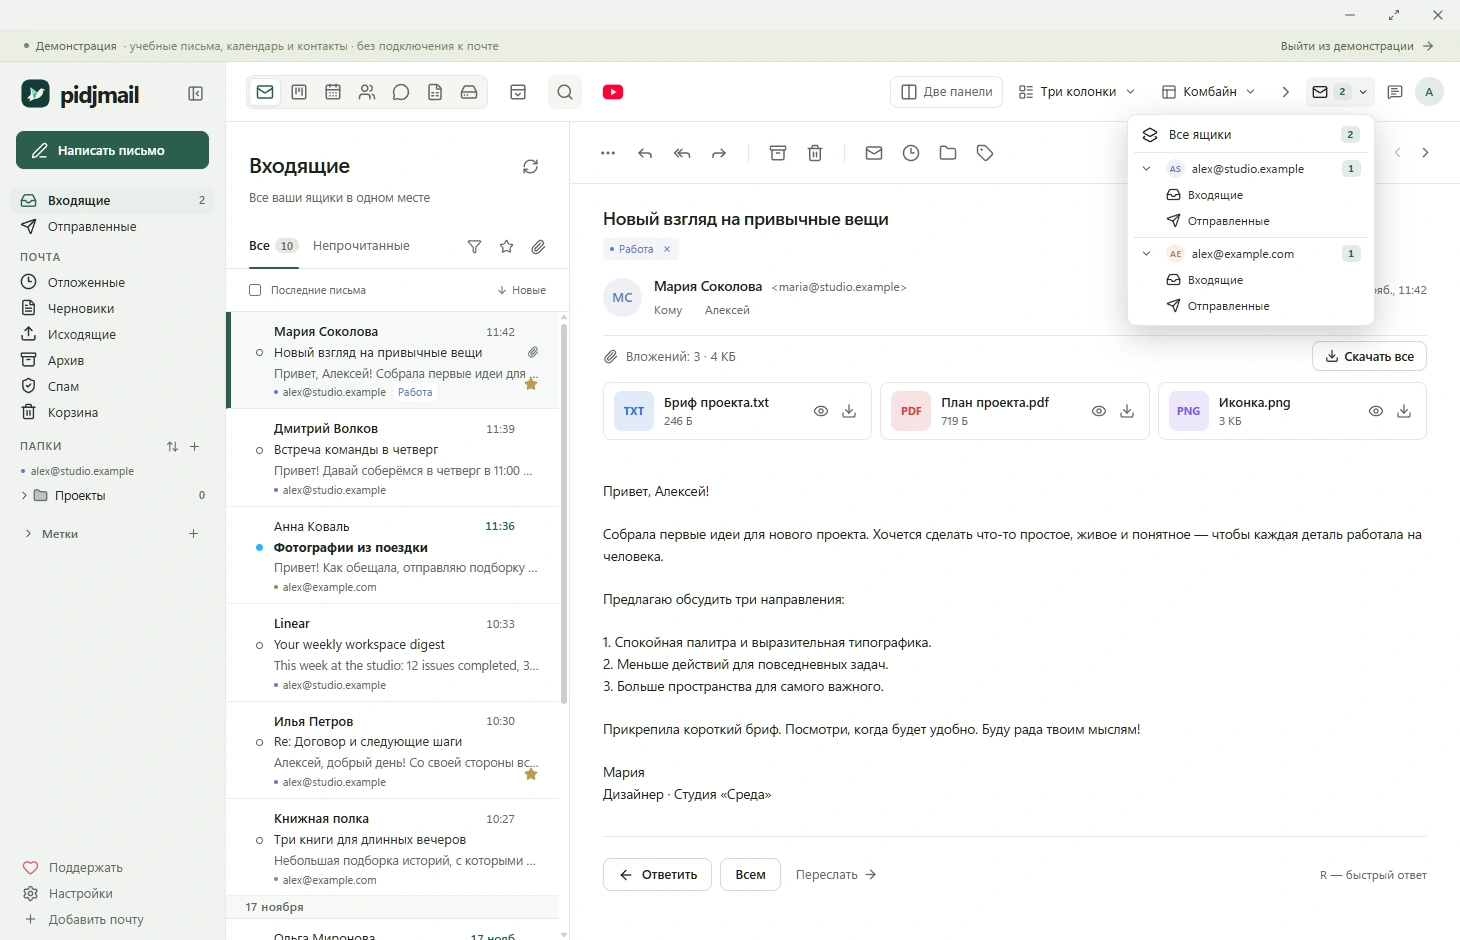 Демонстрация · учебные письма, календарь и контакты · без подключения к почте
Выйти из демонстрации
pidjmail
Две панели
Три колонки
Комбайн
2
A
Написать письмо
Входящие 2
Отправленные
ПОЧТА
Отложенные
Черновики
Исходящие
Архив
Спам
Корзина
ПАПКИ
alex@studio.example
Проекты 0
Метки
Поддержать
Настройки
Добавить почту
Входящие
Все ваши ящики в одном месте
Все 10 Непрочитанные
Последние письма Новые
Мария Соколова 11:42
Новый взгляд на привычные вещи
Привет, Алексей! Собрала первые идеи для ...
alex@studio.example Работа
Дмитрий Волков 11:39
Встреча команды в четверг
Привет! Давай соберёмся в четверг в 11:00 ...
alex@studio.example
Анна Коваль 11:36
Фотографии из поездки
Привет! Как обещала, отправляю подборку ...
alex@example.com
Linear 10:33
Your weekly workspace digest
This week at the studio: 12 issues completed, 3...
alex@studio.example
Илья Петров 10:30
Re: Договор и следующие шаги
Алексей, добрый день! Со своей стороны вс...
alex@studio.example
Книжная полка 10:27
Три книги для длинных вечеров
Небольшая подборка историй, с которыми ...
alex@example.com
17 ноября
Ольга Миронова 17 нояб.
Все ящики 2
AS alex@studio.example 1
Входящие
Отправленные
AE alex@example.com 1
Входящие
Отправленные
Новый взгляд на привычные вещи
Работа ×
МС Мария Соколова <maria@studio.example>
яб., 11:42
Кому Алексей
Вложений: 3 · 4 КБ
Скачать все
TXT Бриф проекта.txt
246 Б
PDF План проекта.pdf
719 Б
PNG Иконка.png
3 КБ
Привет, Алексей!
Собрала первые идеи для нового проекта. Хочется сделать что-то простое, живое и понятное — чтобы каждая деталь работала на
человека.
Предлагаю обсудить три направления:
1. Спокойная палитра и выразительная типографика.
2. Меньше действий для повседневных задач.
3. Больше пространства для самого важного.
Прикрепила короткий бриф. Посмотри, когда будет удобно. Буду рада твоим мыслям!
Мария
Дизайнер · Студия «Среда»
Ответить
Всем
Переслать
R — быстрый ответ